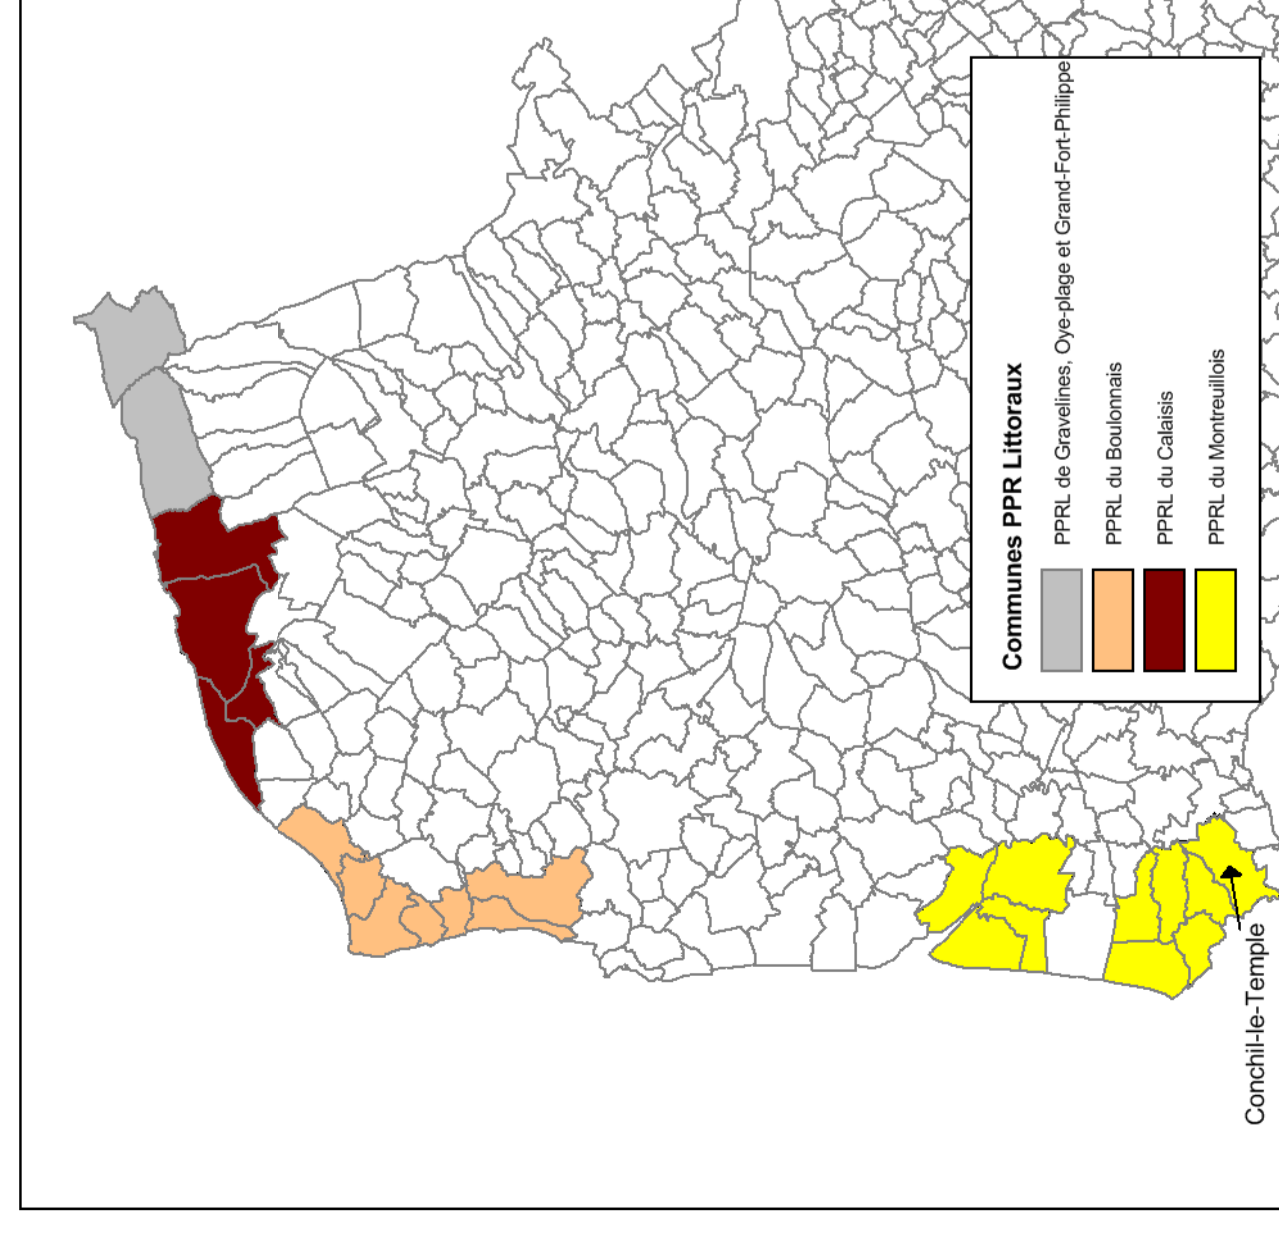 Communes PPR Littoraux
PPRL de Gravelines, Oye-plage et Grand-Fort-Philippe
PPRL du Boulonnais
PPRL du Calaisis
PPRL du Montreuillois
Conchil-le-Temple